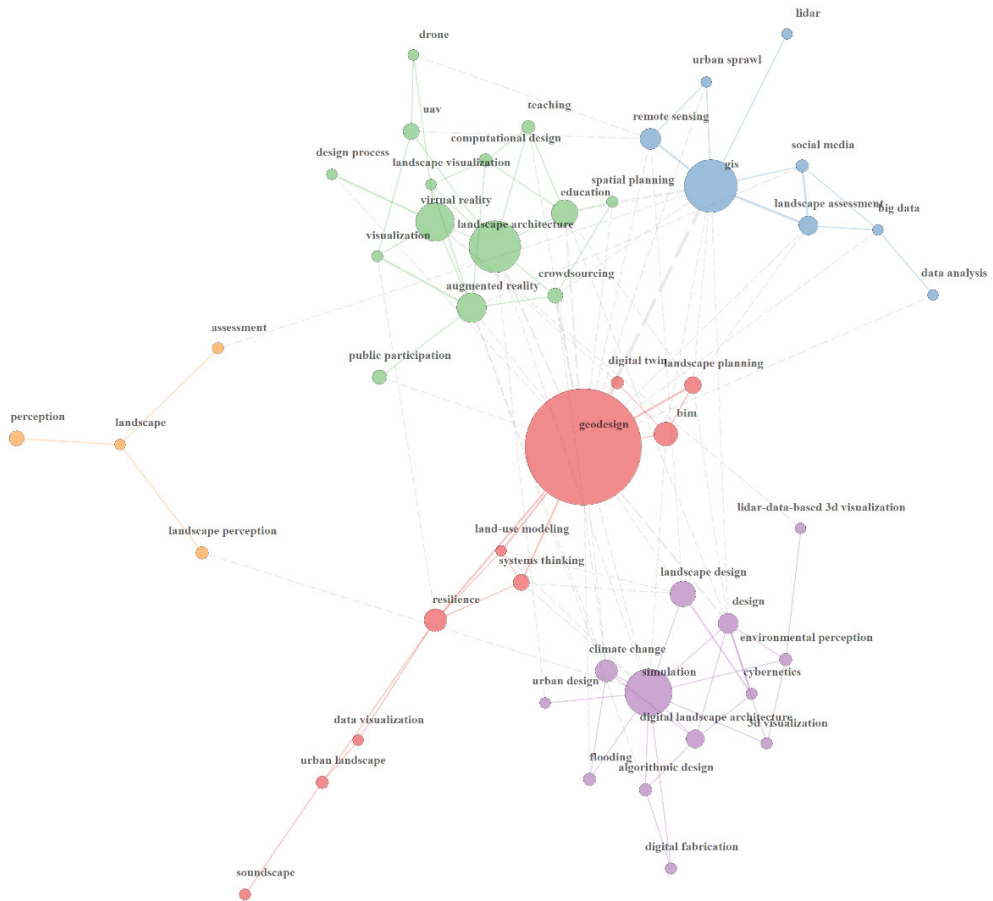 lidar
drone
urban sprawl
uav
teaching
remote sensing
computational design
social media
design process
landscape visualization
gis
spatial planning
education
virtual reality
landscape assessment
big data
landscape architecture
visualization
crowdsourcing
data analysis
augmented reality
assessment
public participation
digital twin
landscape planning
perception
landscape
geodesign
bim
lidar-data-based 3d visualization
landscape perception
land-use modeling
systems thinking
landscape design
resilience
design
environmental perception
climate change
simulation
cybernetics
urban design
data visualization
digital landscape architecture
3d visualization
urban landscape
flooding
algorithmic design
digital fabrication
soundscape